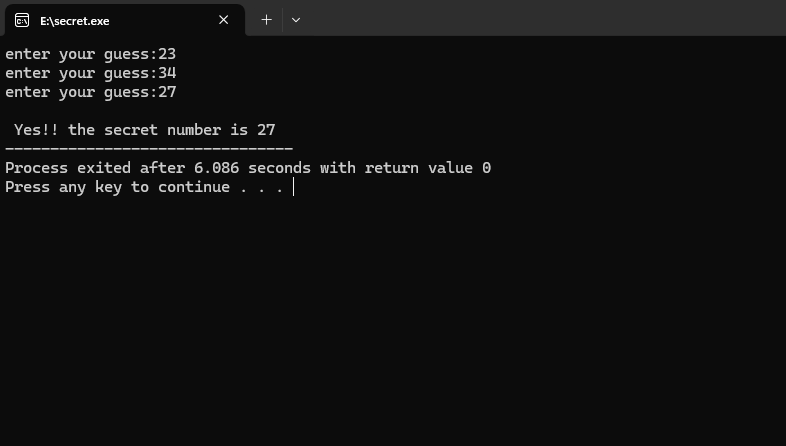 E:\secret.exe
enter your guess:23
enter your guess:34
enter your guess:27
Yes!! the secret number is 27
--------------------------------
Process exited after 6.086 seconds with return value 0
Press any key to continue . . .